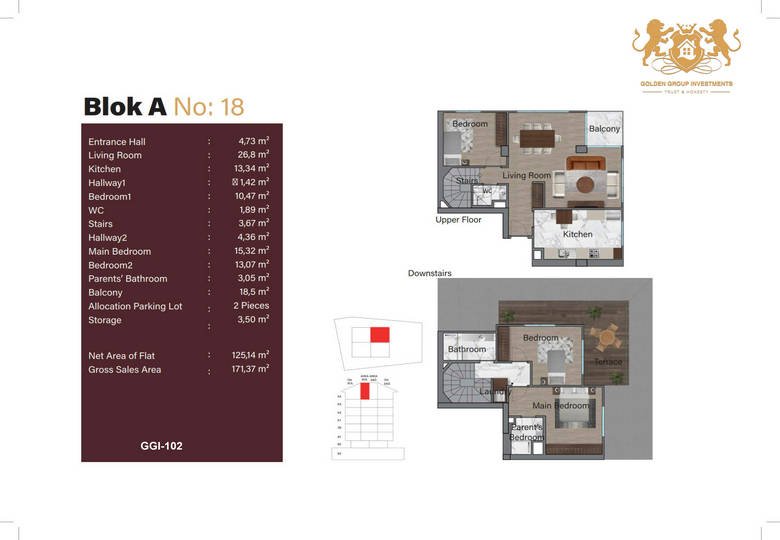 GOLDEN GROUP INVESTMENTS
TRUST & HONESTY
Blok A No: 18
Entrance Hall : 4,73 m²
Living Room : 26,8 m²
Kitchen : 13,34 m²
Hallway1 : 1,42 m²
Bedroom1 : 10,47 m²
WC : 1,89 m²
Stairs : 3,67 m²
Hallway2 : 4,36 m²
Main Bedroom : 15,32 m²
Bedroom2 : 13,07 m²
Parents' Bathroom : 3,05 m²
Balcony : 18,5 m²
Allocation Parking Lot : 2 Pieces
Storage : 3,50 m²
Net Area of Flat : 125,14 m²
Gross Sales Area : 171,37 m²
GGI-102
Bedroom
Balcony
Stairs
Living Room
WC
Upper Floor
Kitchen
Downstairs
Bedroom
Bathroom
Terrace
Laundry
Main Bedroom
Parent's
Bedroom